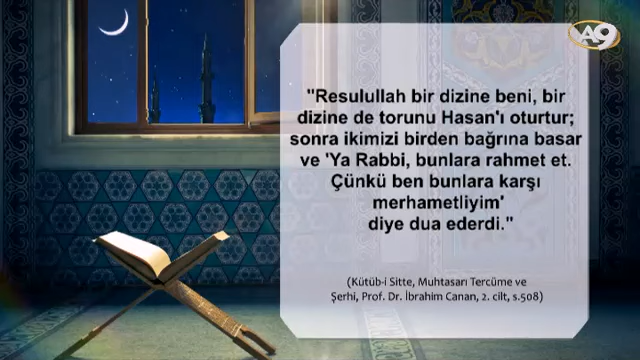 A9
"Resulullah bir dizine beni, bir
dizine de torunu Hasan'ı oturtur;
sonra ikimizi birden bağrına basar
ve 'Ya Rabbi, bunlara rahmet et.
Çünkü ben bunlara karşı
merhametliyim'
diye dua ederdi."
(Kütüb-i Sitte, Muhtasarı Tercüme ve
Şerhi, Prof. Dr. İbrahim Canan, 2. cilt, s.508)